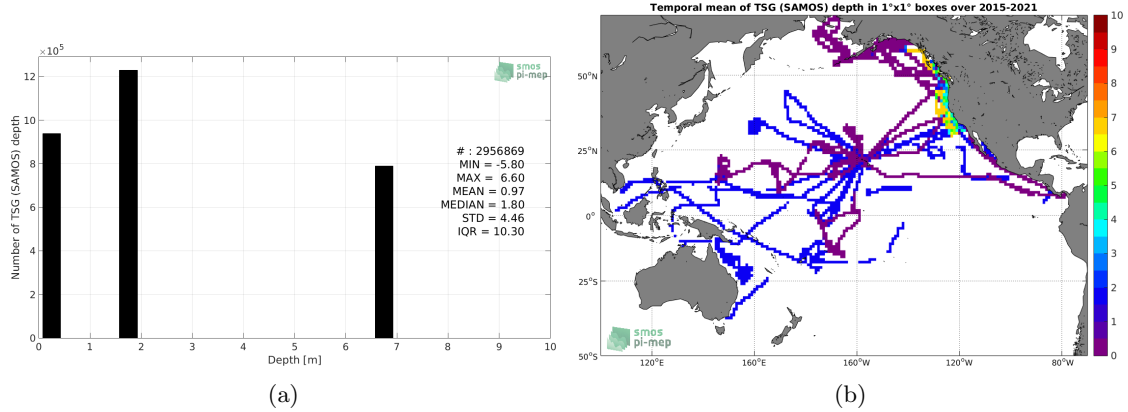 Temporal mean of TSG (SAMOS) depth in 1°x1° boxes over 2015-2021
×10⁵
12
10
8
6
4
2
0
Number of TSG (SAMOS) depth
smos
pi-mep
# : 2956869
MIN = -5.80
MAX = 6.60
MEAN = 0.97
MEDIAN = 1.80
STD = 4.46
IQR = 10.30
0 1 2 3 4 5 6 7 8 9 10
Depth [m]
(a)
50°N
25°N
0°
25°S
50°S
120°E 160°E 160°W 120°W 80°W
smos
pi-mep
10
9
8
7
6
5
4
3
2
1
0
(b)